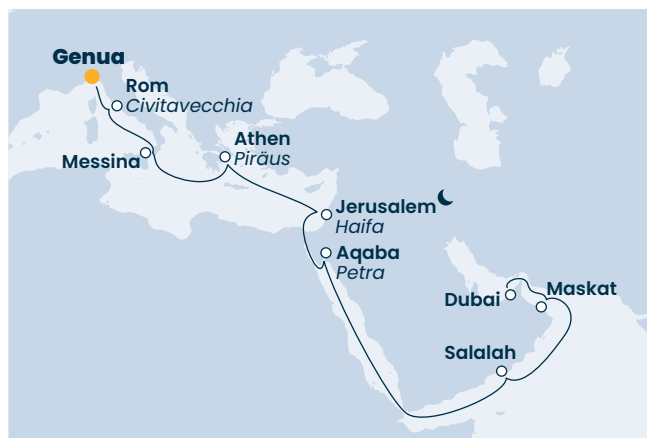 Genua
Rom
Civitavecchia
Athen
Piräus
Messina
Jerusalem
Haifa
Aqaba
Petra
Dubai
Maskat
Salalah